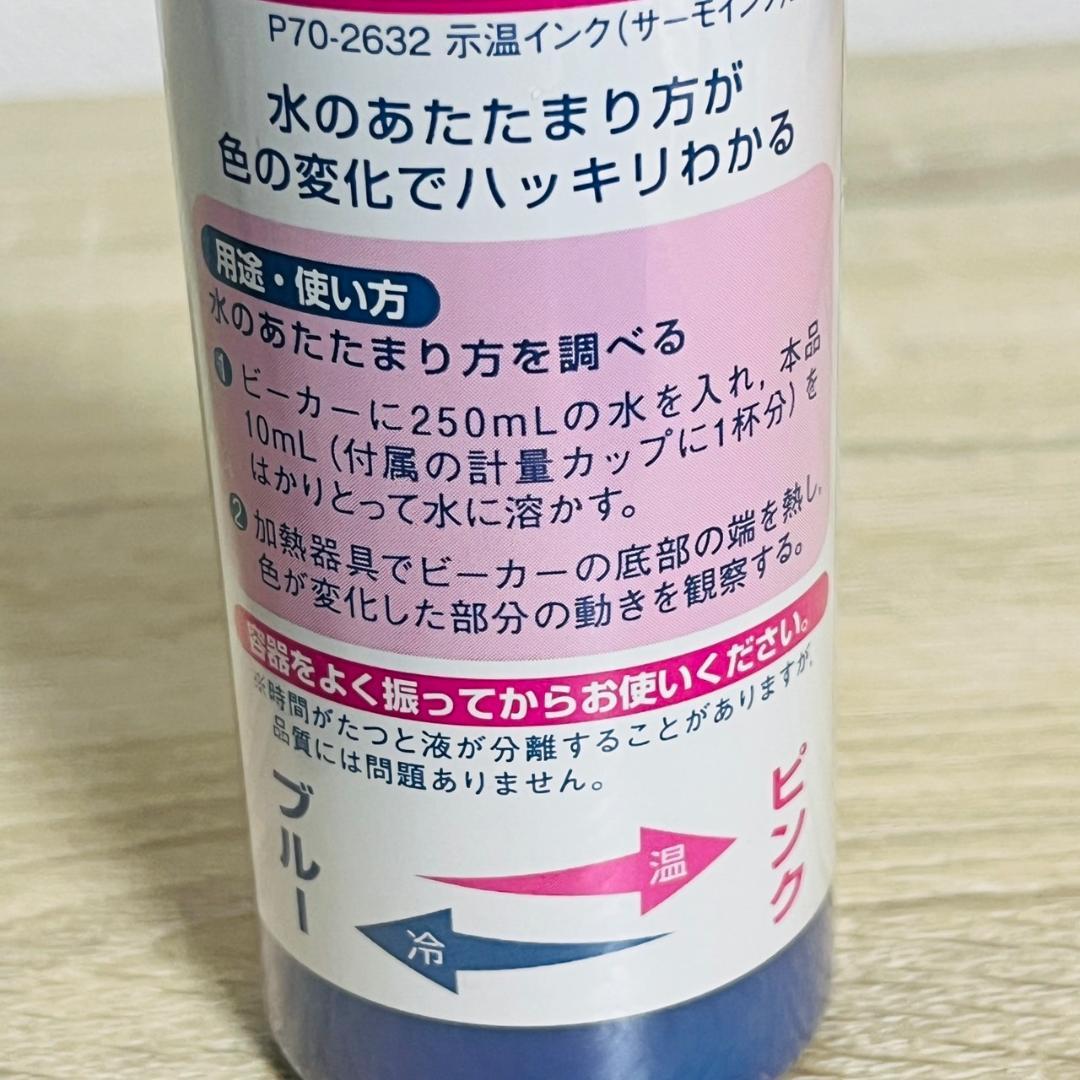 P70-2632 示温インク(サーモインク
水のあたたまり方が
色の変化でハッキリわかる
用途・使い方
水のあたたまり方を調べる
1 ビーカーに250mLの水を入れ,本品
10mL(付属の計量カップに1杯分)を
はかりとって水に溶かす。
2 加熱器具でビーカーの底部の端を熱し,
色が変化した部分の動きを観察する。
容器をよく振ってからお使いください。
※時間がたつと液が分離することがありますが,
品質には問題ありません。
ブルー
ピンク
温
冷